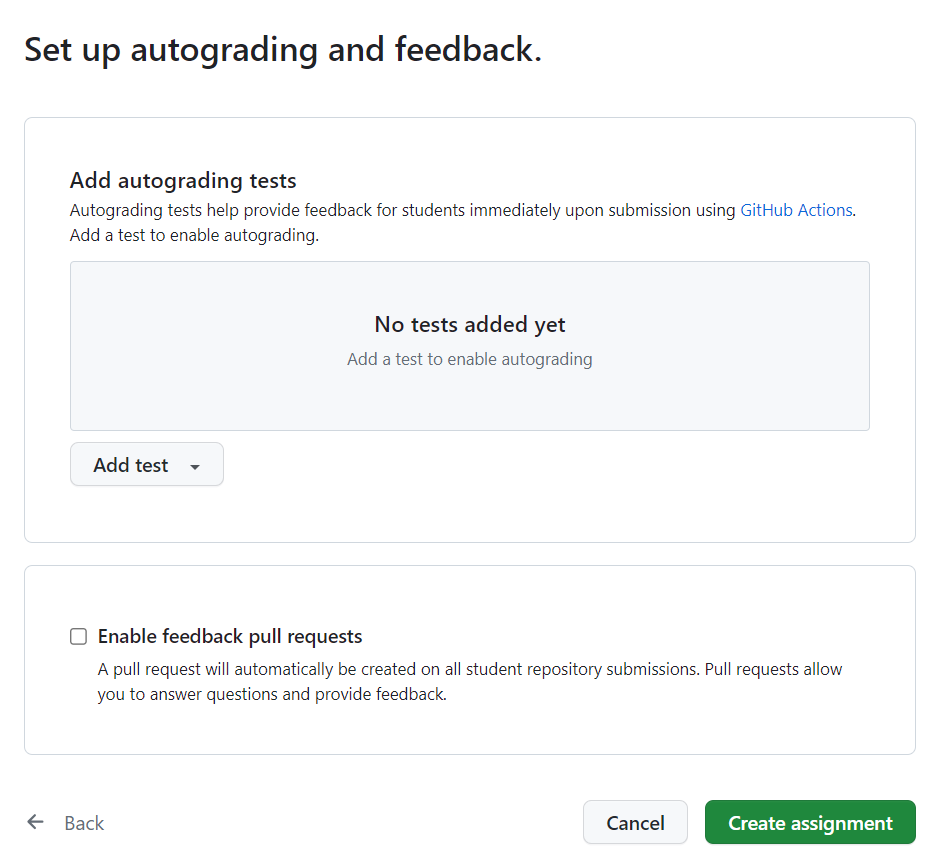 Set up autograding and feedback.
Add autograding tests
Autograding tests help provide feedback for students immediately upon submission using GitHub Actions.
Add a test to enable autograding.
No tests added yet
Add a test to enable autograding
Add test
Enable feedback pull requests
A pull request will automatically be created on all student repository submissions. Pull requests allow
you to answer questions and provide feedback.
Back
Cancel
Create assignment